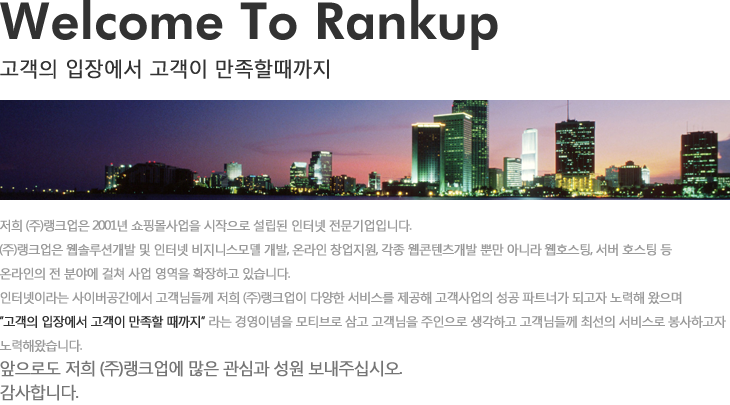 Welcome To Rankup
고객의 입장에서 고객이 만족할때까지
저희 (주)랭크업은 2001년 쇼핑몰사업을 시작으로 설립된 인터넷 전문기업입니다.
(주)랭크업은 웹솔루션개발 및 인터넷 비지니스모델 개발, 온라인 창업지원, 각종 웹콘텐츠개발 뿐만 아니라 웹호스팅, 서버 호스팅 등
온라인의 전 분야에 걸쳐 사업 영역을 확장하고 있습니다.
인터넷이라는 사이버공간에서 고객님들께 저희 (주)랭크업이 다양한 서비스를 제공해 고객사업의 성공 파트너가 되고자 노력해 왔으며
"고객의 입장에서 고객이 만족할 때까지" 라는 경영이념을 모티브로 삼고 고객님을 주인으로 생각하고 고객님들께 최선의 서비스로 봉사하고자
노력해왔습니다.
앞으로도 저희 (주)랭크업에 많은 관심과 성원 보내주십시오.
감사합니다.